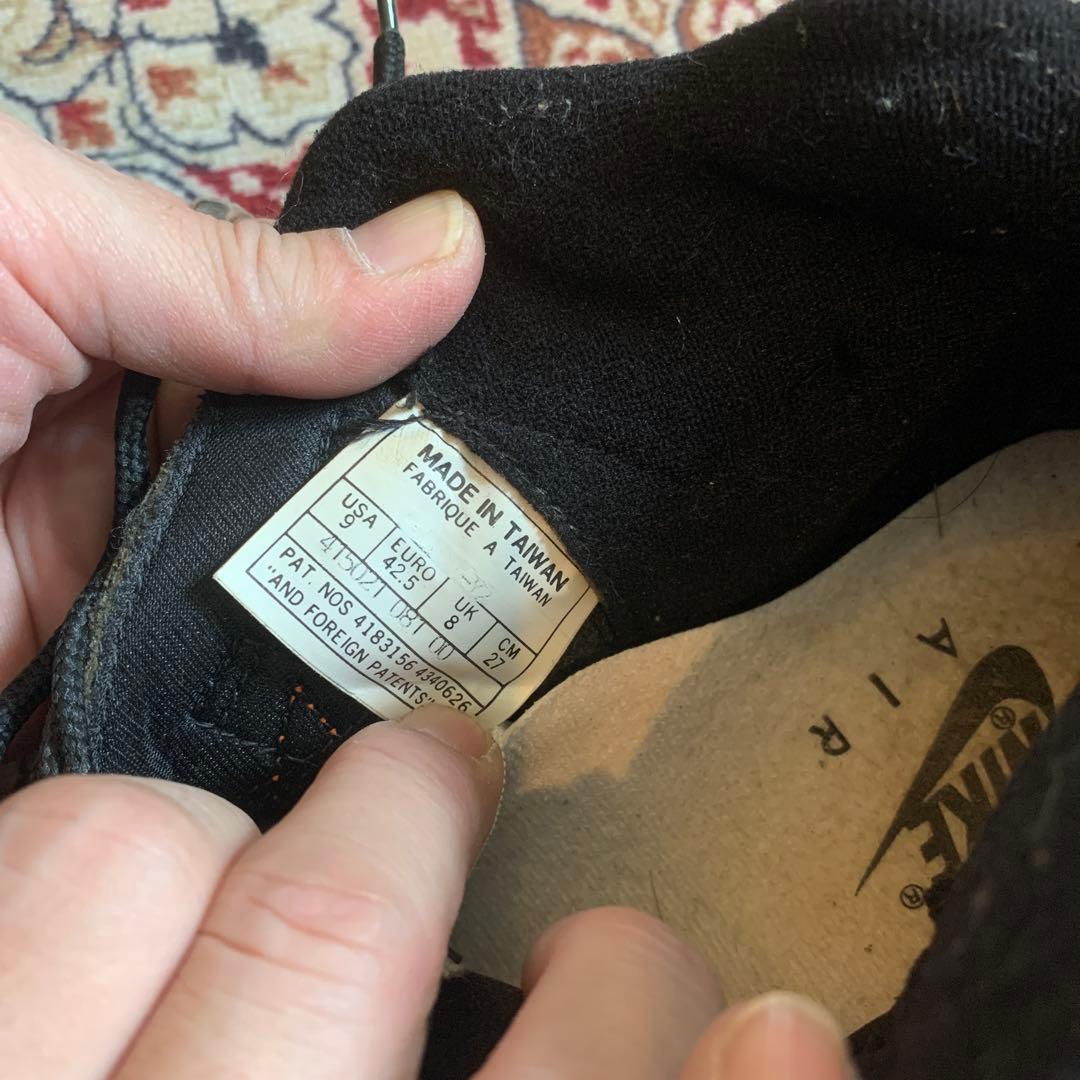 MADE IN TAIWAN
FABRIQUE A TAIWAN
USA EURO UK CM
9 42.5 8 27
PAT. NOS 4183156 4340626
"AND FOREIGN PATENTS"
AIR
NIKE